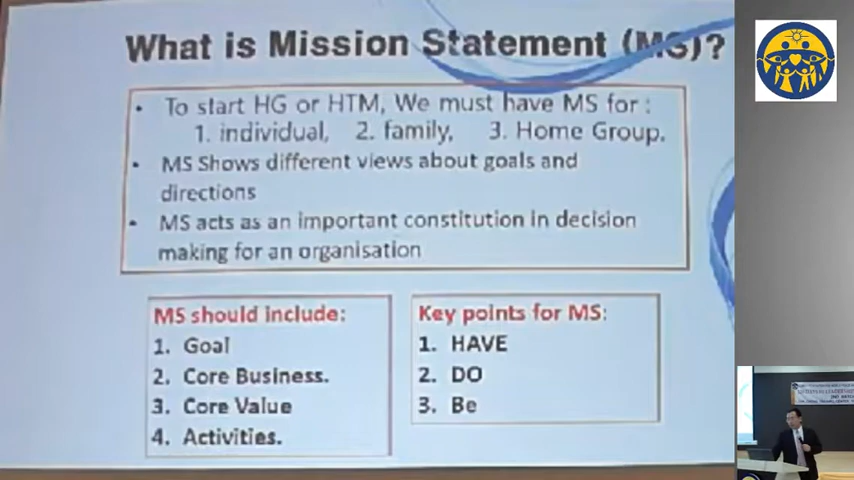 What is Mission Statement (MS)?
• To start HG or HTM, We must have MS for :
1. individual, 2. family, 3. Home Group.
• MS Shows different views about goals and
directions
• MS acts as an important constitution in decision
making for an organisation
MS should include:
1. Goal
2. Core Business.
3. Core Value
4. Activities.
Key points for MS:
1. HAVE
2. DO
3. Be